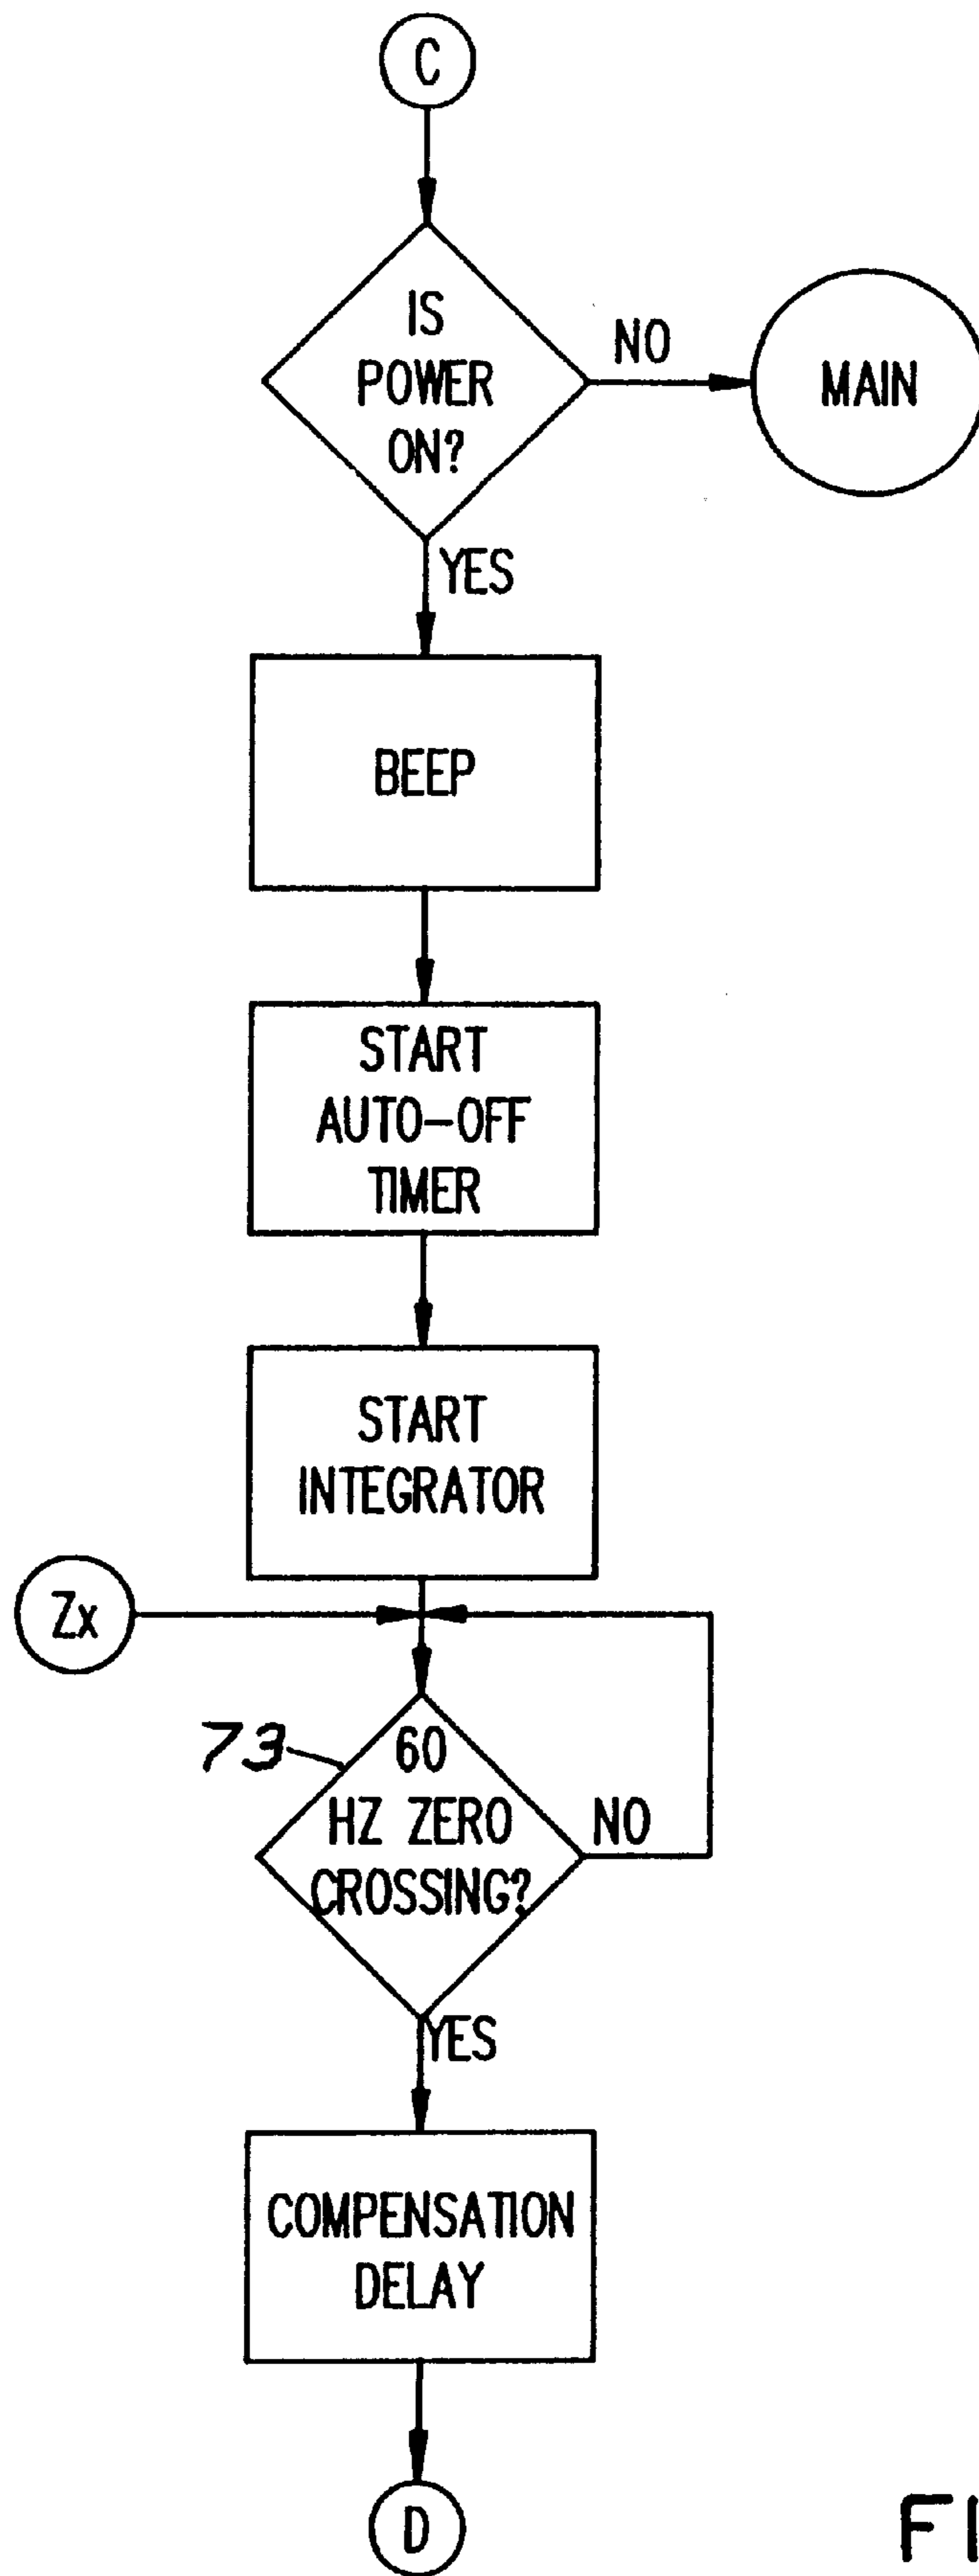 C
IS
POWER
ON?
NO
MAIN
YES
BEEP
START
AUTO-OFF
TIMER
START
INTEGRATOR
Zx
73
60
HZ ZERO
CROSSING?
NO
YES
COMPENSATION
DELAY
D